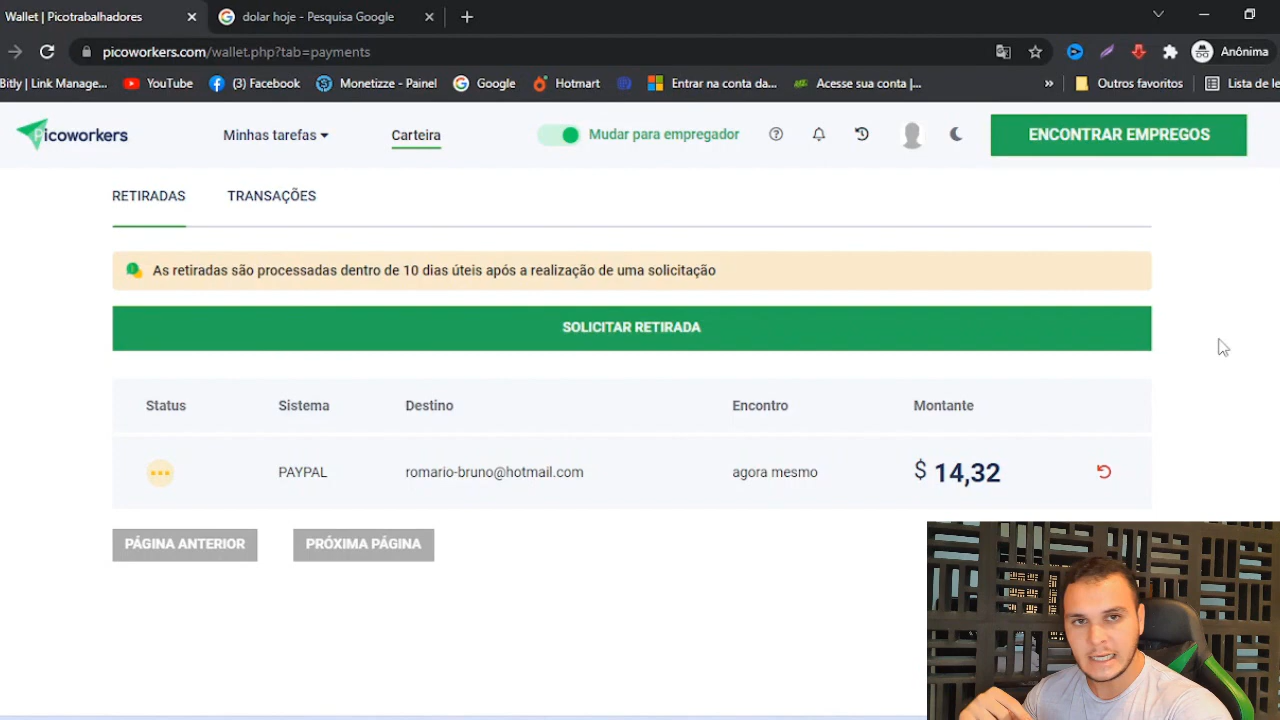 Wallet | Picotrabalhadores
dolar hoje - Pesquisa Google
picoworkers.com/wallet.php?tab=payments
Anônima
Bitly | Link Manage...
YouTube
(3) Facebook
Monetizze - Painel
Google
Hotmart
Entrar na conta da...
Acesse sua conta |...
»
Outros favoritos
Lista de le
Picoworkers
Minhas tarefas
Carteira
Mudar para empregador
ENCONTRAR EMPREGOS
RETIRADAS
TRANSAÇÕES
As retiradas são processadas dentro de 10 dias úteis após a realização de uma solicitação
SOLICITAR RETIRADA
Status Sistema Destino Encontro Montante
PAYPAL romario-bruno@hotmail.com agora mesmo $ 14,32
PÁGINA ANTERIOR
PRÓXIMA PÁGINA